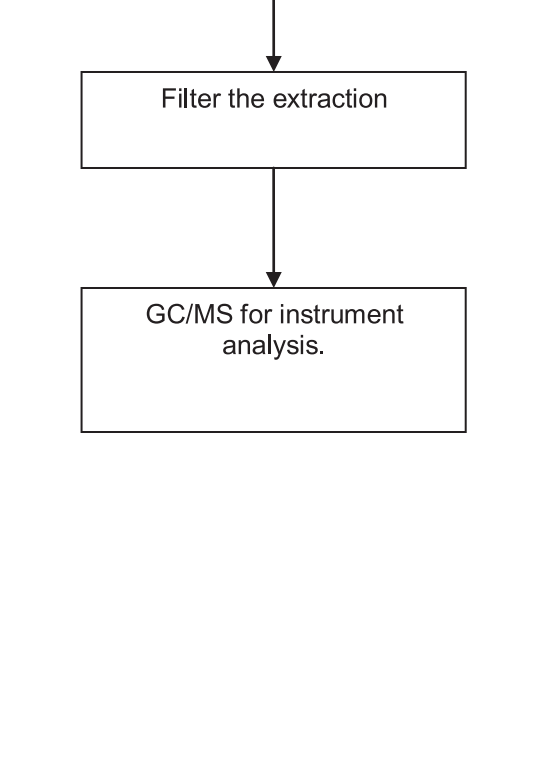 Filter the extraction
GC/MS for instrument
analysis.